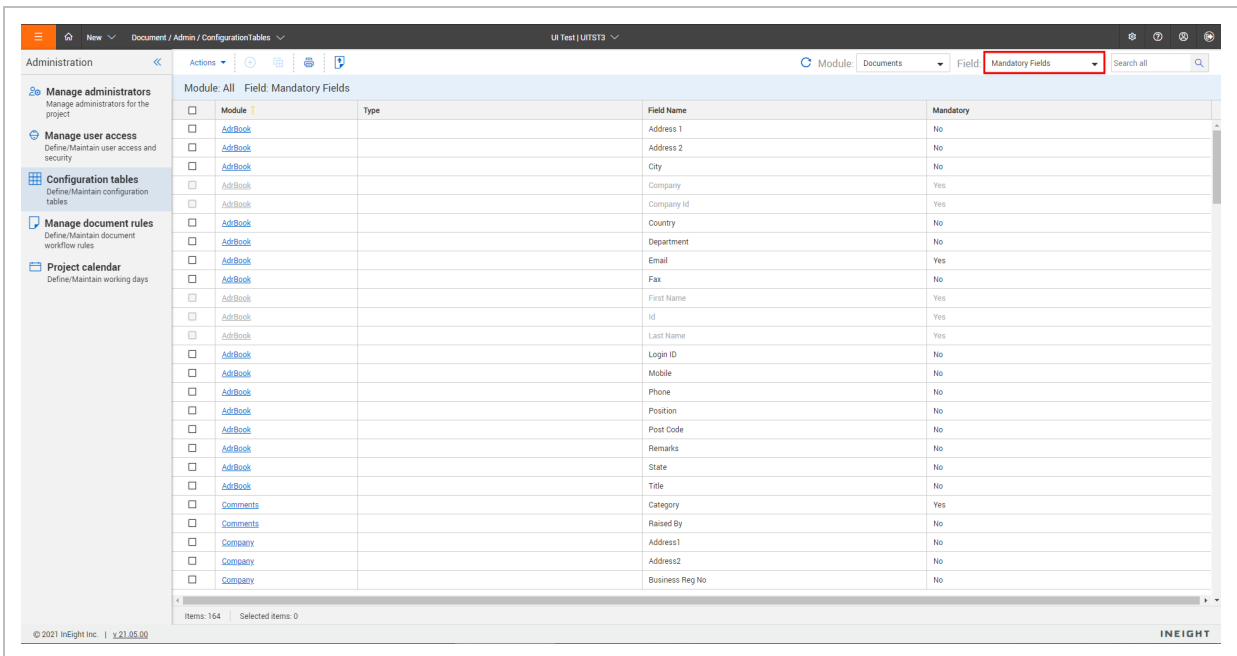 New Document / Admin / ConfigurationTables UI Test | UITST3
Administration «
Actions Module: Documents Field: Mandatory Fields Search all
Manage administrators
Manage administrators for the
project
Manage user access
Define/Maintain user access and
security
Configuration tables
Define/Maintain configuration
tables
Manage document rules
Define/Maintain document
workflow rules
Project calendar
Define/Maintain working days
Module: All Field: Mandatory Fields
Module Type Field Name Mandatory
AdrBook Address 1 No
AdrBook Address 2 No
AdrBook City No
AdrBook Company Yes
AdrBook Company Id Yes
AdrBook Country No
AdrBook Department No
AdrBook Email Yes
AdrBook Fax No
AdrBook First Name Yes
AdrBook Id Yes
AdrBook Last Name Yes
AdrBook Login ID No
AdrBook Mobile No
AdrBook Phone No
AdrBook Position No
AdrBook Post Code No
AdrBook Remarks No
AdrBook State No
AdrBook Title No
Comments Category Yes
Comments Raised By No
Company Address1 No
Company Address2 No
Company Business Reg No No
Items: 164 Selected items: 0
© 2021 InEight Inc. | v 21.05.00 INEIGHT